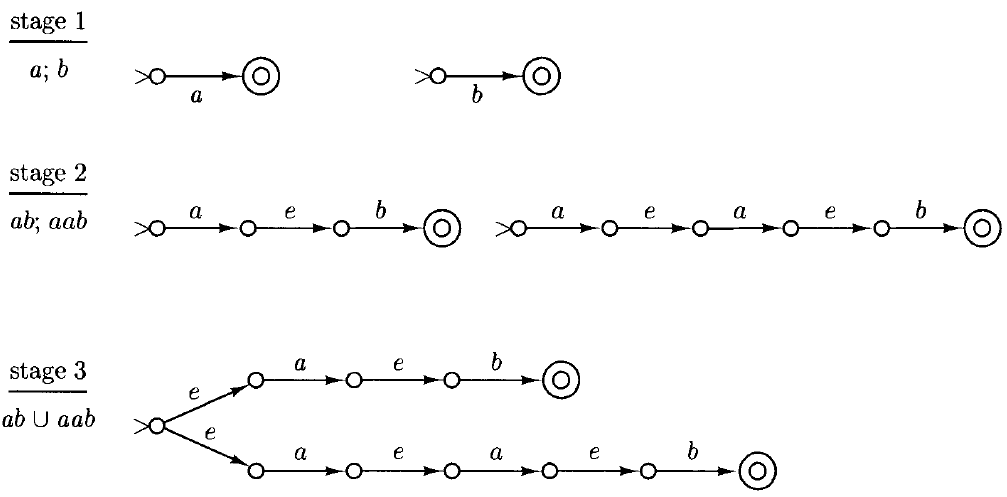 stage 1
a; b
a
b
stage 2
ab; aab
a e b
a e a e b
stage 3
ab ∪ aab
e a e b
e a e a e b